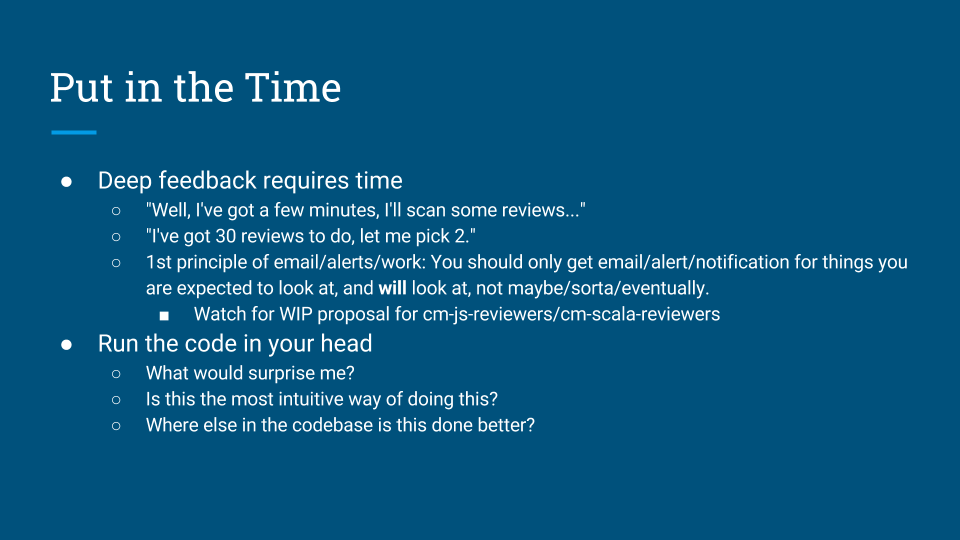 Put in the Time
● Deep feedback requires time
○ "Well, I've got a few minutes, I'll scan some reviews..."
○ "I've got 30 reviews to do, let me pick 2."
○ 1st principle of email/alerts/work: You should only get email/alert/notification for things you
are expected to look at, and will look at, not maybe/sorta/eventually.
■ Watch for WIP proposal for cm-js-reviewers/cm-scala-reviewers
● Run the code in your head
○ What would surprise me?
○ Is this the most intuitive way of doing this?
○ Where else in the codebase is this done better?